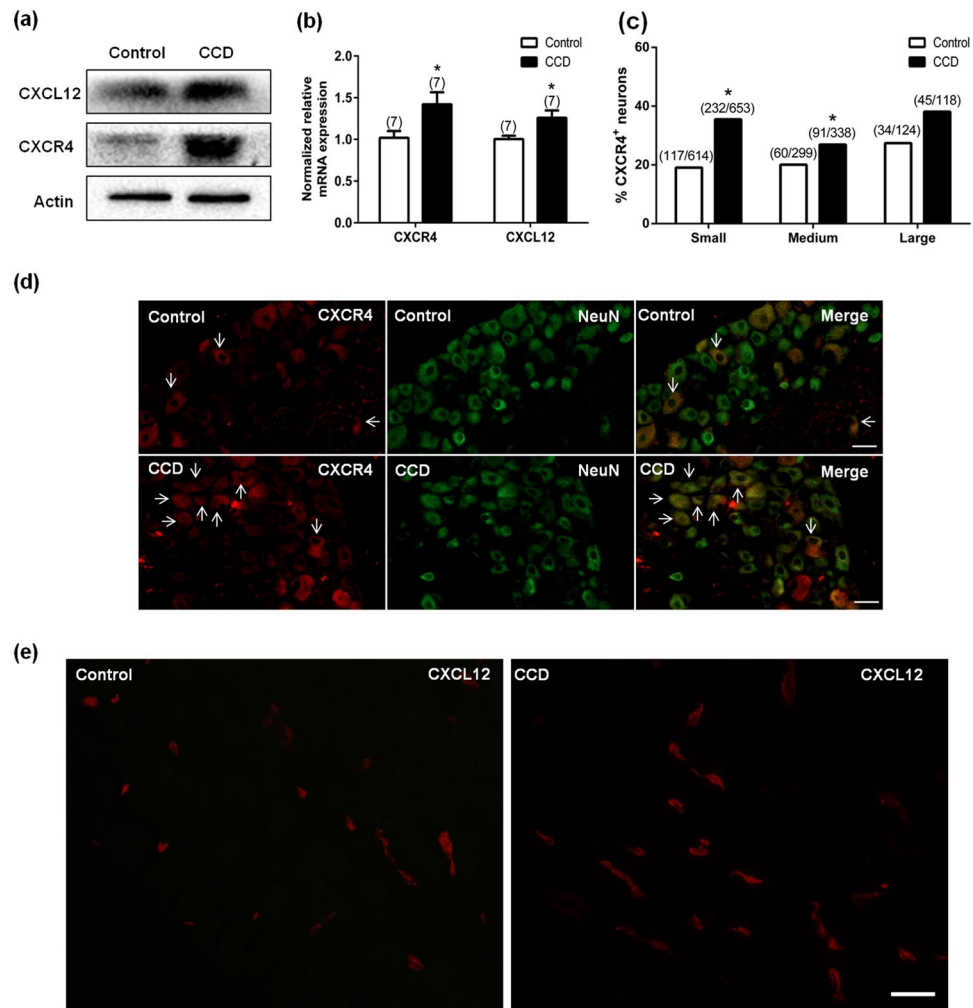 (a)
Control CCD
CXCL12
CXCR4
Actin
(b)
Control
CCD
Normalized relative
mRNA expression
2.0
1.5
1.0
0.5
0.0
(7)
*
(7)
(7)
*
(7)
CXCR4 CXCL12
(c)
Control
CCD
% CXCR4+ neurons
60
40
20
0
(117/614)
*
(232/653)
(60/299)
*
(91/338)
(34/124)
(45/118)
Small Medium Large
(d)
Control CXCR4
Control NeuN
Control Merge
CCD CXCR4
CCD NeuN
CCD Merge
(e)
Control CXCL12
CCD CXCL12